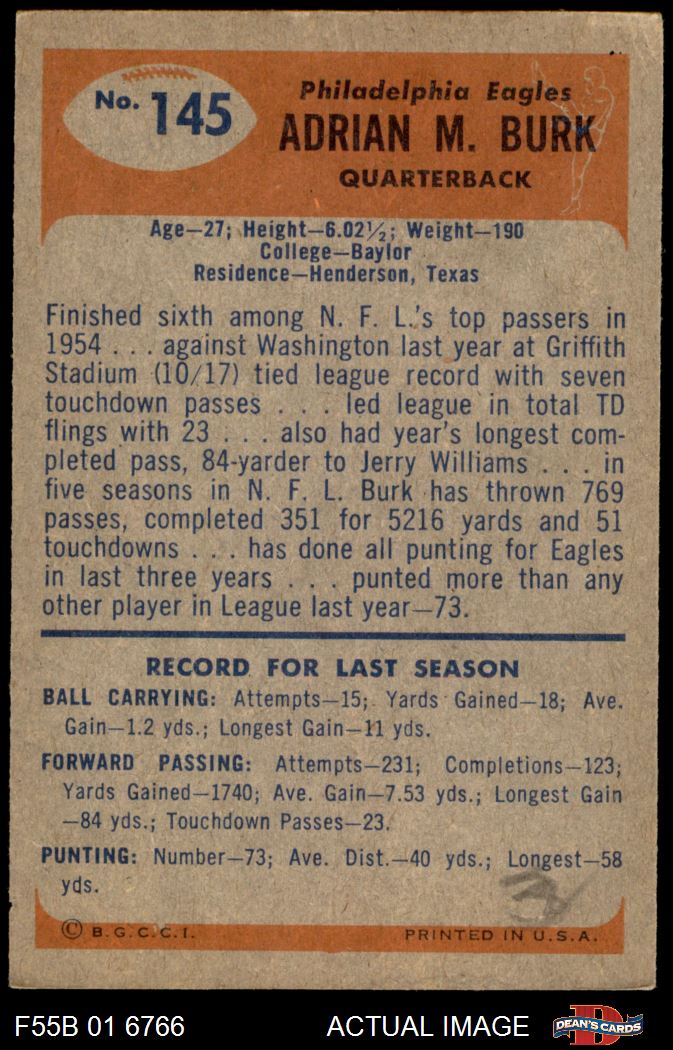 No. 145
Philadelphia Eagles
ADRIAN M. BURK
QUARTERBACK
Age—27; Height—6.02½; Weight—190
College—Baylor
Residence—Henderson, Texas
Finished sixth among N. F. L.'s top passers in
1954 . . . against Washington last year at Griffith
Stadium (10/17) tied league record with seven
touchdown passes . . . led league in total TD
flings with 23 . . . also had year's longest com-
pleted pass, 84-yarder to Jerry Williams . . . in
five seasons in N. F. L. Burk has thrown 769
passes, completed 351 for 5216 yards and 51
touchdowns . . . has done all punting for Eagles
in last three years . . . punted more than any
other player in League last year—73.
RECORD FOR LAST SEASON
BALL CARRYING: Attempts—15; Yards Gained—18; Ave.
Gain—1.2 yds.; Longest Gain—11 yds.
FORWARD PASSING: Attempts—231; Completions—123;
Yards Gained—1740; Ave. Gain—7.53 yds.; Longest Gain
—84 yds.; Touchdown Passes—23.
PUNTING: Number—73; Ave. Dist.—40 yds.; Longest—58
yds.
© B.G.C.C.I. PRINTED IN U.S.A.
F55B 01 6766 ACTUAL IMAGE DEAN'S CARDS